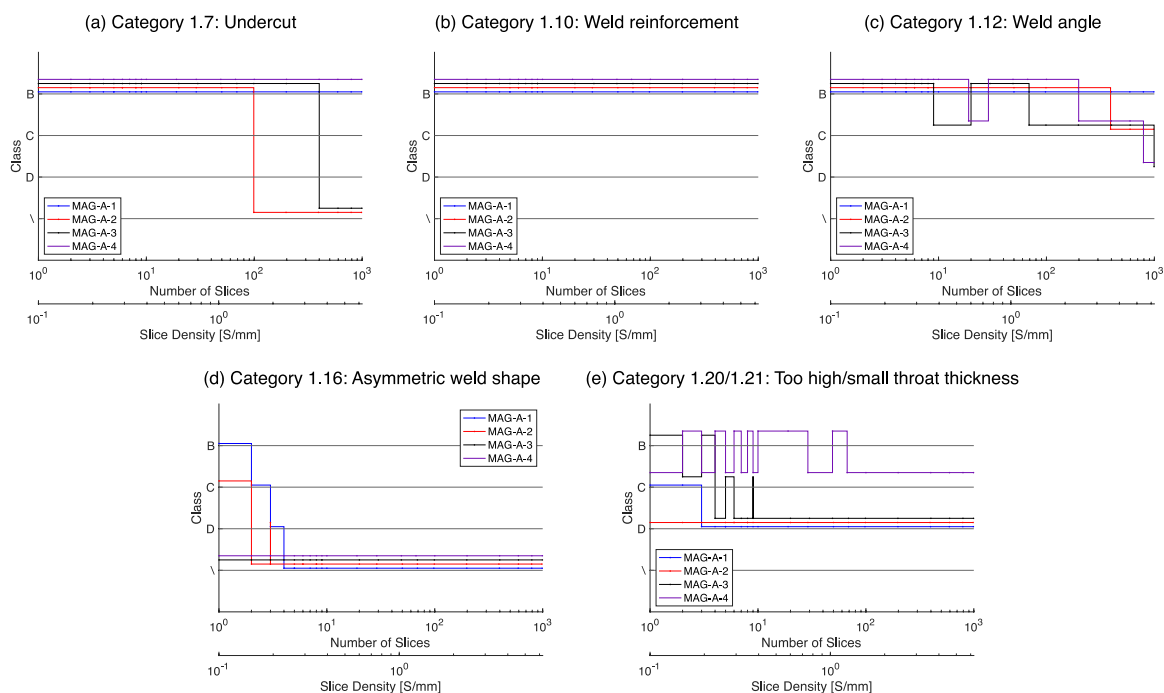 (a) Category 1.7: Undercut
B
C
D
\
Class
MAG-A-1
MAG-A-2
MAG-A-3
MAG-A-4
10^0 10^1 10^2 10^3
Number of Slices
10^-1 10^0
Slice Density [S/mm]
(b) Category 1.10: Weld reinforcement
B
C
D
\
Class
MAG-A-1
MAG-A-2
MAG-A-3
MAG-A-4
10^0 10^1 10^2 10^3
Number of Slices
10^-1 10^0
Slice Density [S/mm]
(c) Category 1.12: Weld angle
B
C
D
\
Class
MAG-A-1
MAG-A-2
MAG-A-3
MAG-A-4
10^0 10^1 10^2 10^3
Number of Slices
10^-1 10^0
Slice Density [S/mm]
(d) Category 1.16: Asymmetric weld shape
B
C
D
\
Class
MAG-A-1
MAG-A-2
MAG-A-3
MAG-A-4
10^0 10^1 10^2 10^3
Number of Slices
10^-1 10^0
Slice Density [S/mm]
(e) Category 1.20/1.21: Too high/small throat thickness
B
C
D
\
Class
MAG-A-1
MAG-A-2
MAG-A-3
MAG-A-4
10^0 10^1 10^2 10^3
Number of Slices
10^-1 10^0
Slice Density [S/mm]